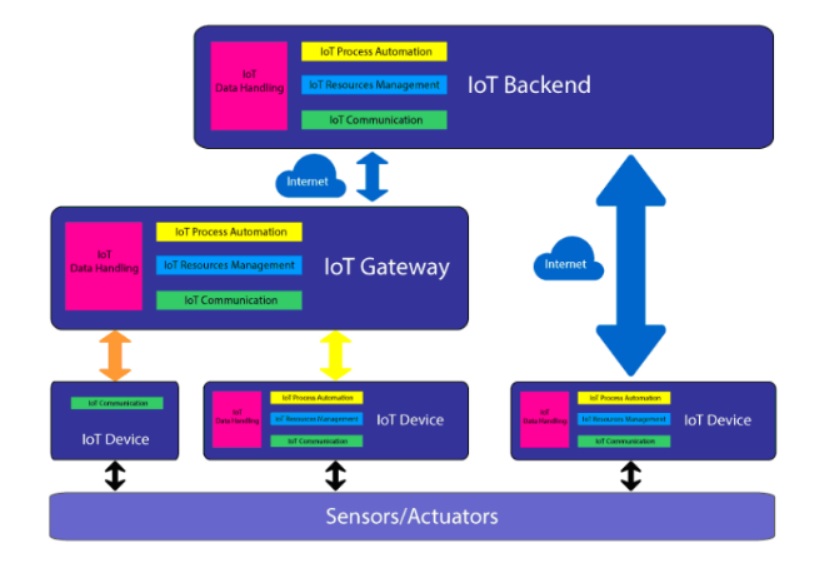 IoT
Data Handling
IoT Process Automation
IoT Resources Management
IoT Communication
IoT Backend
Internet
IoT
Data Handling
IoT Process Automation
IoT Resources Management
IoT Communication
IoT Gateway
Internet
IoT Communication
IoT Device
IoT
Data Handling
IoT Process Automation
IoT Resources Management
IoT Communication
IoT Device
IoT
Data Handling
IoT Process Automation
IoT Resources Management
IoT Communication
IoT Device
Sensors/Actuators